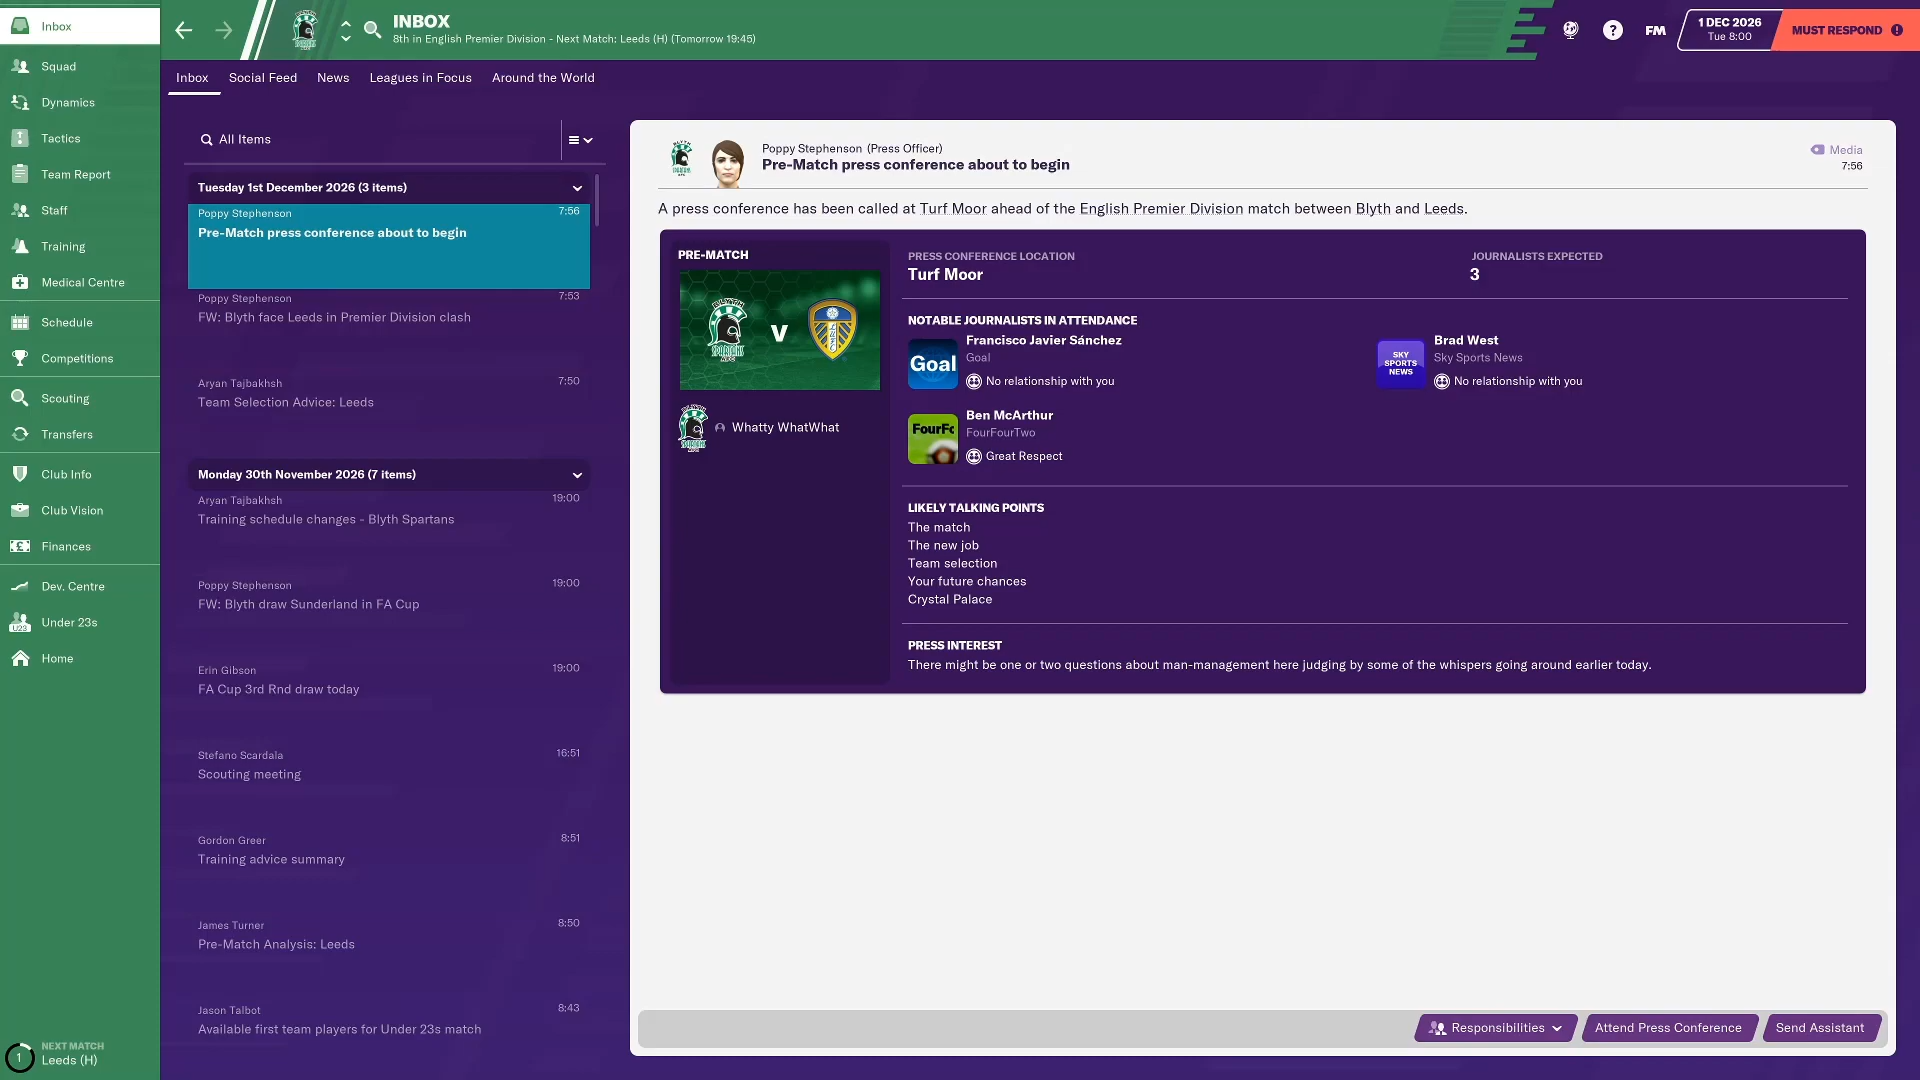 Inbox
Squad
Dynamics
Tactics
Team Report
Staff
Training
Medical Centre
Schedule
Competitions
Scouting
Transfers
Club Info
Club Vision
Finances
Dev. Centre
U23
Under 23s
Home
1
NEXT MATCH
Leeds (H)
INBOX
8th in English Premier Division - Next Match: Leeds (H) (Tomorrow 19:45)
?
FM
1 DEC 2026
Tue 8:00
MUST RESPOND
Inbox
Social Feed
News
Leagues in Focus
Around the World
All Items
Tuesday 1st December 2026 (3 items)
Poppy Stephenson 7:56
Pre-Match press conference about to begin
Poppy Stephenson 7:53
FW: Blyth face Leeds in Premier Division clash
Aryan Tajbakhsh 7:50
Team Selection Advice: Leeds
Monday 30th November 2026 (7 items)
Aryan Tajbakhsh 19:00
Training schedule changes - Blyth Spartans
Poppy Stephenson 19:00
FW: Blyth draw Sunderland in FA Cup
Erin Gibson 19:00
FA Cup 3rd Rnd draw today
Stefano Scardala 16:51
Scouting meeting
Gordon Greer 8:51
Training advice summary
James Turner 8:50
Pre-Match Analysis: Leeds
Jason Talbot 8:43
Available first team players for Under 23s match
Poppy Stephenson (Press Officer)
Pre-Match press conference about to begin
Media
7:56
A press conference has been called at Turf Moor ahead of the English Premier Division match between Blyth and Leeds.
PRE-MATCH
BLYTH
SPARTANS
AFC
V
Whatty WhatWhat
PRESS CONFERENCE LOCATION
Turf Moor
JOURNALISTS EXPECTED
3
NOTABLE JOURNALISTS IN ATTENDANCE
Goal
Francisco Javier Sánchez
Goal
No relationship with you
SKY
SPORTS
NEWS
Brad West
Sky Sports News
No relationship with you
FourFo
Ben McArthur
FourFourTwo
Great Respect
LIKELY TALKING POINTS
The match
The new job
Team selection
Your future chances
Crystal Palace
PRESS INTEREST
There might be one or two questions about man-management here judging by some of the whispers going around earlier today.
Responsibilities
Attend Press Conference
Send Assistant